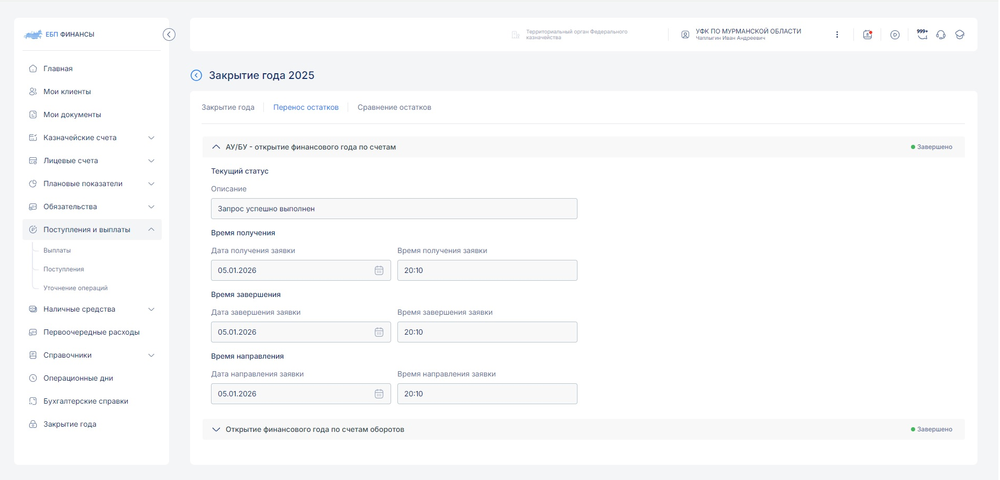 ЕБП ФИНАНСЫ
Главная
Мои клиенты
Мои документы
Казначейские счета
Лицевые счета
Плановые показатели
Обязательства
Поступления и выплаты
Выплаты
Поступления
Уточнение операций
Наличные средства
Первоочередные расходы
Справочники
Операционные дни
Бухгалтерские справки
Закрытие года
Территориальный орган Федерального
казначейства
УФК ПО МУРМАНСКОЙ ОБЛАСТИ
Чаплыгин Иван Андреевич
8
999+
Закрытие года 2025
Закрытие года
Перенос остатков
Сравнение остатков
АУ/БУ - открытие финансового года по счетам
Завершено
Текущий статус
Описание
Запрос успешно выполнен
Время получения
Дата получения заявки
Время получения заявки
05.01.2026
20:10
Время завершения
Дата завершения заявки
Время завершения заявки
05.01.2026
20:10
Время направления
Дата направления заявки
Время направления заявки
05.01.2026
20:10
Открытие финансового года по счетам оборотов
Завершено